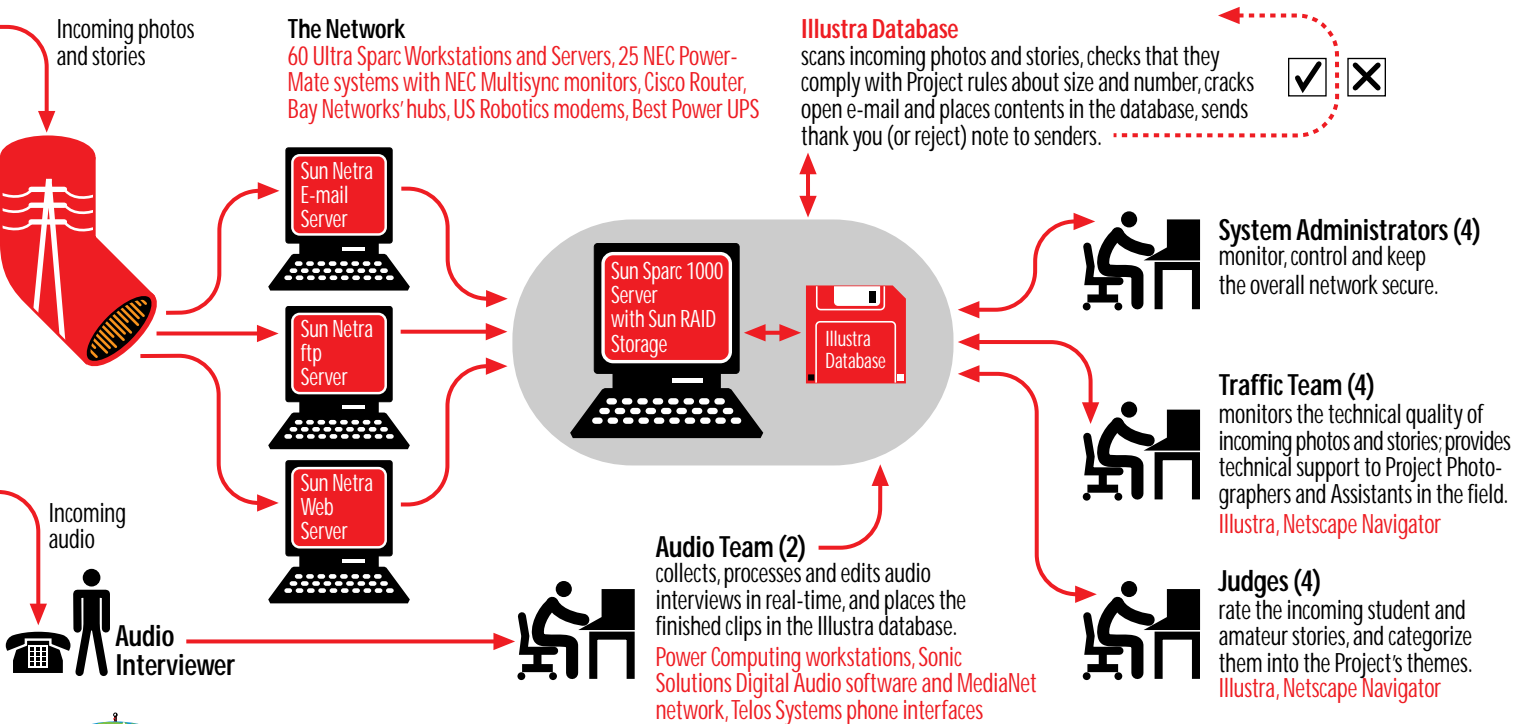 Incoming photos
and stories
The Network
60 Ultra Sparc Workstations and Servers, 25 NEC Power-
Mate systems with NEC Multisync monitors, Cisco Router,
Bay Networks' hubs, US Robotics modems, Best Power UPS
Illustra Database
scans incoming photos and stories, checks that they
comply with Project rules about size and number, cracks
open e-mail and places contents in the database, sends
thank you (or reject) note to senders.
Sun Netra
E-mail
Server
Sun Netra
ftp
Server
Sun Netra
Web
Server
Sun Sparc 1000
Server
with Sun RAID
Storage
Illustra
Database
System Administrators (4)
monitor, control and keep
the overall network secure.
Traffic Team (4)
monitors the technical quality of
incoming photos and stories; provides
technical support to Project Photo-
graphers and Assistants in the field.
Illustra, Netscape Navigator
Judges (4)
rate the incoming student and
amateur stories, and categorize
them into the Project's themes.
Illustra, Netscape Navigator
Incoming
audio
Audio
Interviewer
Audio Team (2)
collects, processes and edits audio
interviews in real-time, and places the
finished clips in the Illustra database.
Power Computing workstations, Sonic
Solutions Digital Audio software and MediaNet
network, Telos Systems phone interfaces